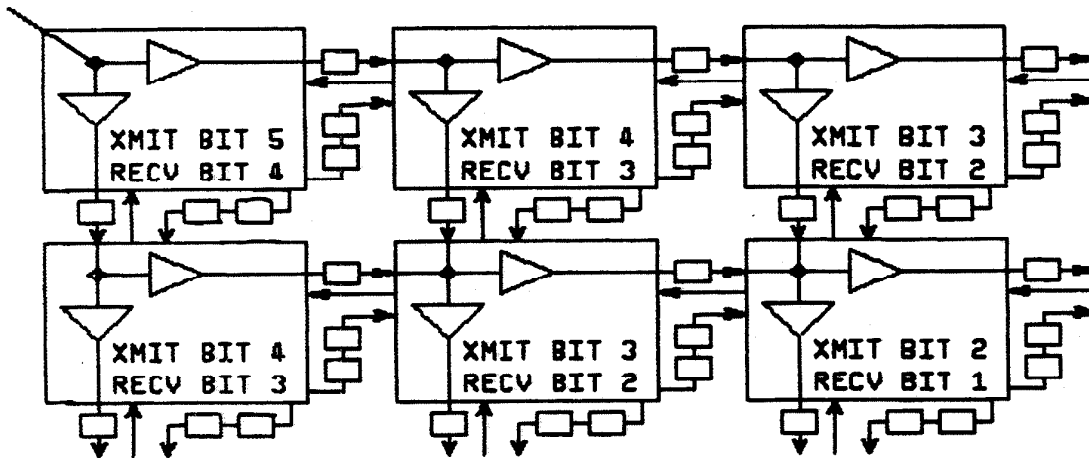 XMIT BIT 5
RECV BIT 4
XMIT BIT 4
RECV BIT 3
XMIT BIT 3
RECV BIT 2
XMIT BIT 4
RECV BIT 3
XMIT BIT 3
RECV BIT 2
XMIT BIT 2
RECV BIT 1